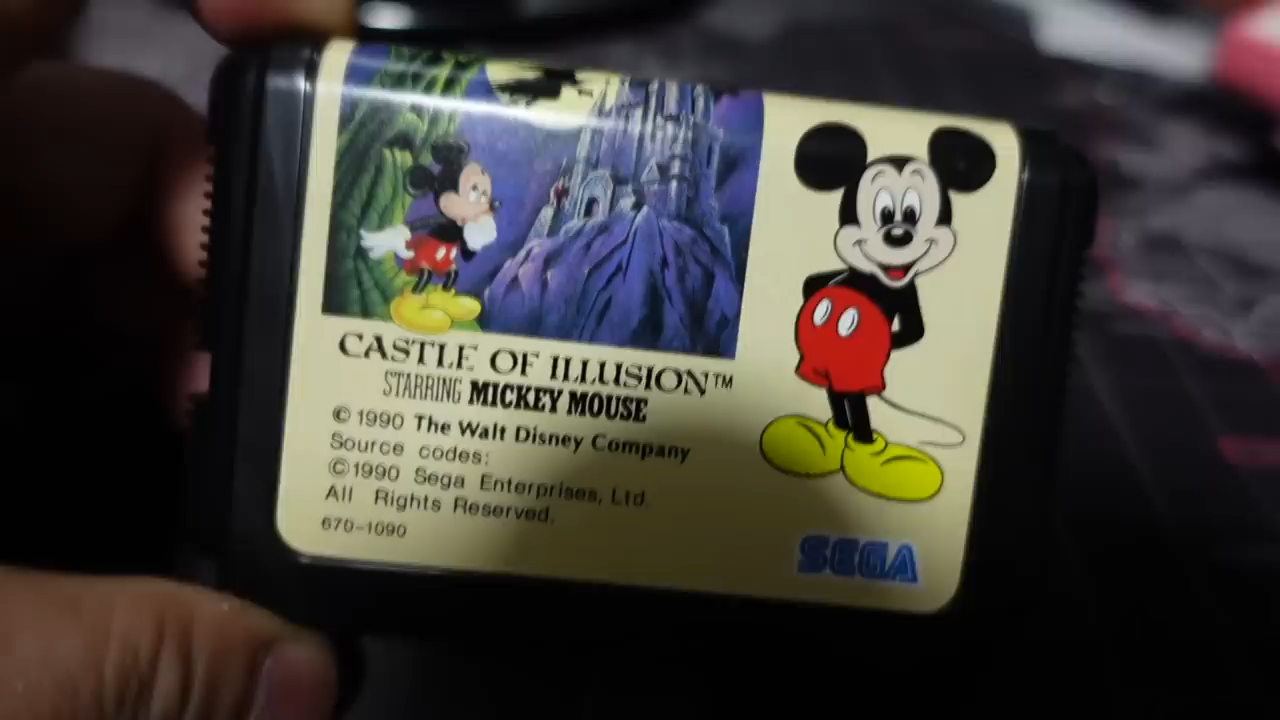 CASTLE OF ILLUSION™
STARRING MICKEY MOUSE
© 1990 The Walt Disney Company
Source codes;
©1990 Sega Enterprises, Ltd.
All Rights Reserved.
670-1090
SEGA